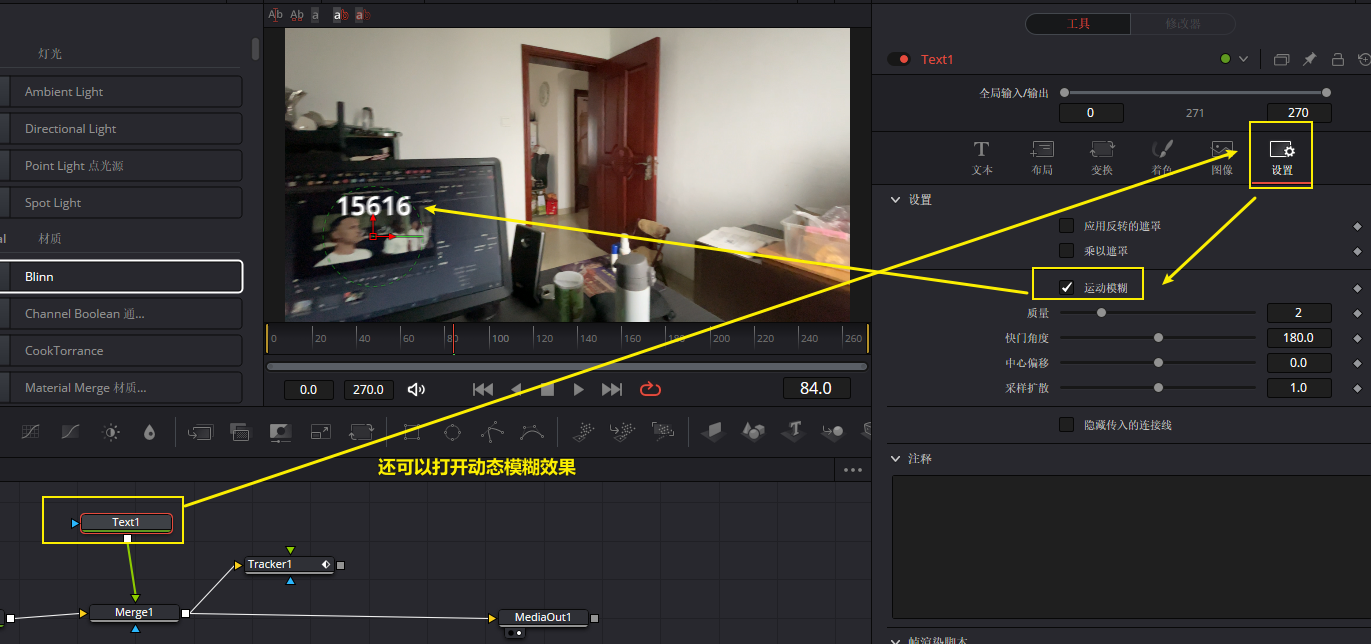 Ab Ab a a a
工具 修改器
灯光
Text1
Ambient Light
全局输入/输出
0 271 270
Directional Light
Point Light 点光源
文本 布局 变换 着色 图像 设置
Spot Light
设置
15616
应用反转的遮罩
al 材质
乘以遮罩
Blinn
运动模糊
Channel Boolean 通...
质量 2
0 20 40 60 80 100 120 140 160 180 200 220 240 260
快门角度 180.0
CookTorrance
中心偏移 0.0
Material Merge 材质...
0.0 270.0 84.0
采样扩散 1.0
隐藏传入的连接线
还可以打开动态模糊效果
注释
Text1
Tracker1
Merge1
MediaOut1
帧渲染脚本